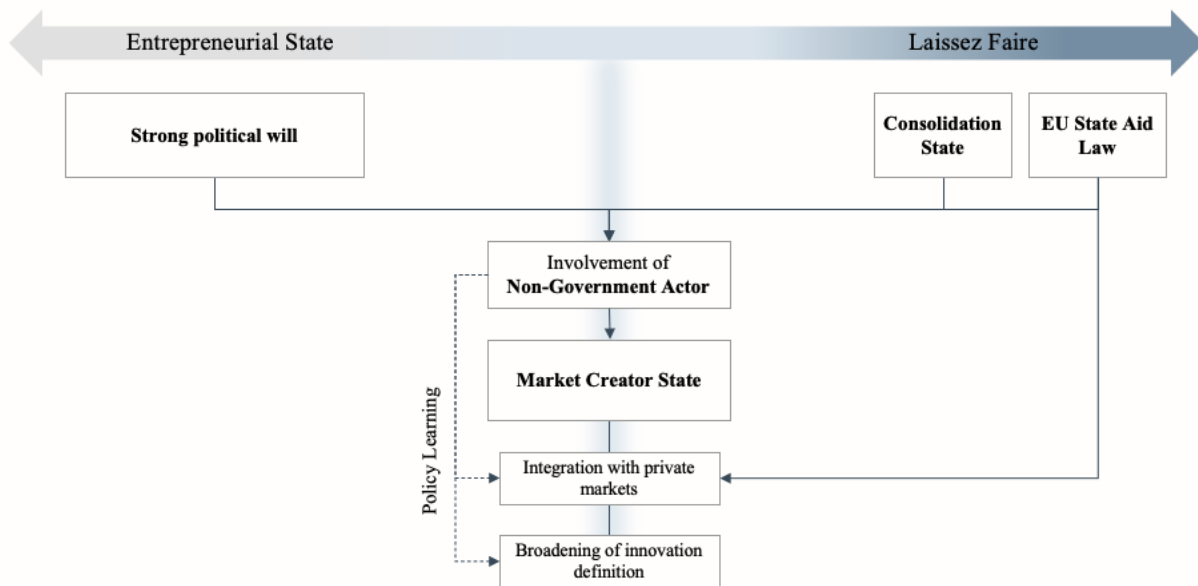 Entrepreneurial State
Laissez Faire
Strong political will
Consolidation
State
EU State Aid
Law
Involvement of
Non-Government Actor
Market Creator State
Policy Learning
Integration with private
markets
Broadening of innovation
definition